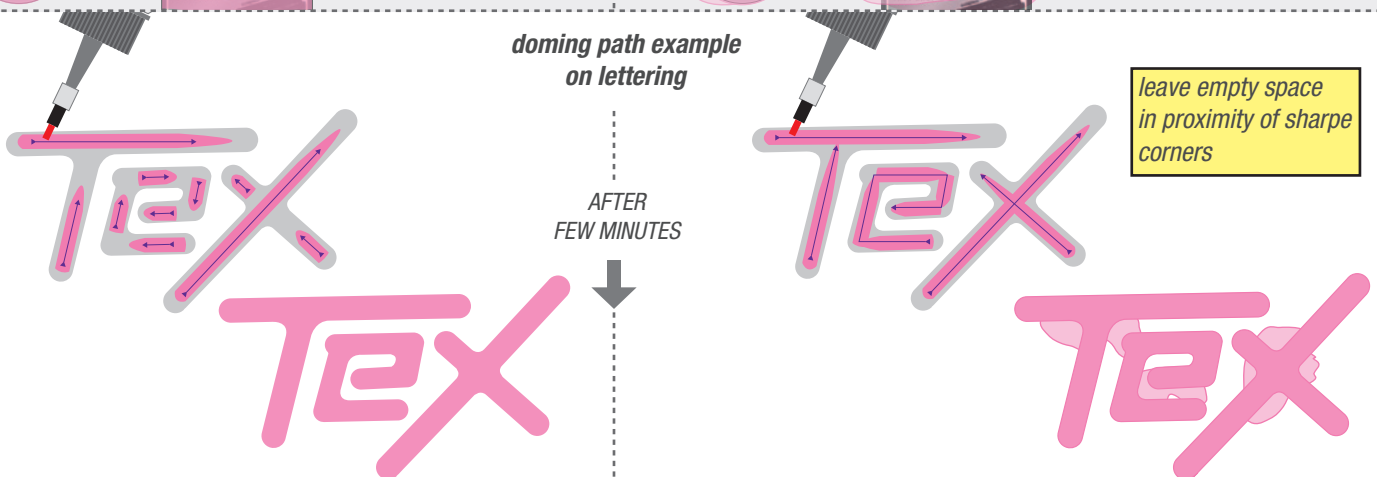 doming path example
on lettering
leave empty space
in proximity of sharpe
corners
TeX
TeX
AFTER
FEW MINUTES
TeX
TeX